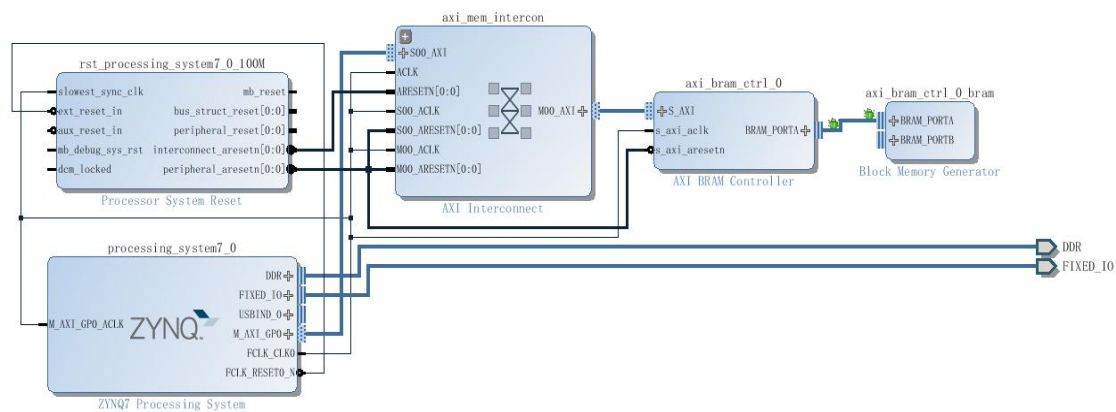 axi_mem_intercon
S00_AXI
ACLK
ARESETN[0:0]
S00_ACLK
S00_ARESETN[0:0]
M00_ACLK
M00_ARESETN[0:0]
M00_AXI
AXI Interconnect
rst_processing_system7_0_100M
slowest_sync_clk
ext_reset_in
aux_reset_in
mb_debug_sys_rst
dcm_locked
mb_reset
bus_struct_reset[0:0]
peripheral_reset[0:0]
interconnect_aresetn[0:0]
peripheral_aresetn[0:0]
Processor System Reset
axi_bram_ctrl_0
S_AXI
s_axi_aclk
s_axi_aresetn
BRAM_PORTA
AXI BRAM Controller
axi_bram_ctrl_0_bram
BRAM_PORTA
BRAM_PORTB
Block Memory Generator
processing_system7_0
M_AXI_GP0_ACLK
ZYNQ
DDR
FIXED_IO
USBIND_0
M_AXI_GP0
FCLK_CLK0
FCLK_RESET0_N
ZYNQ7 Processing System
DDR
FIXED_IO